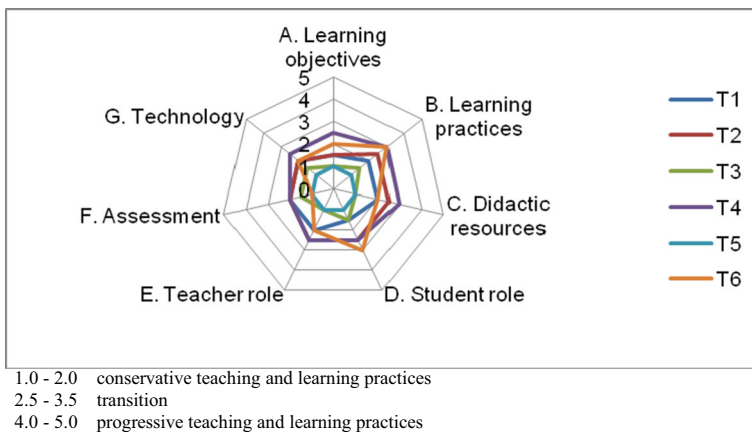 A. Learning
objectives
5
4
3
2
1
0
B. Learning
practices
C. Didactic
resources
D. Student role
E. Teacher role
F. Assessment
G. Technology
T1
T2
T3
T4
T5
T6
1.0 - 2.0 conservative teaching and learning practices
2.5 - 3.5 transition
4.0 - 5.0 progressive teaching and learning practices